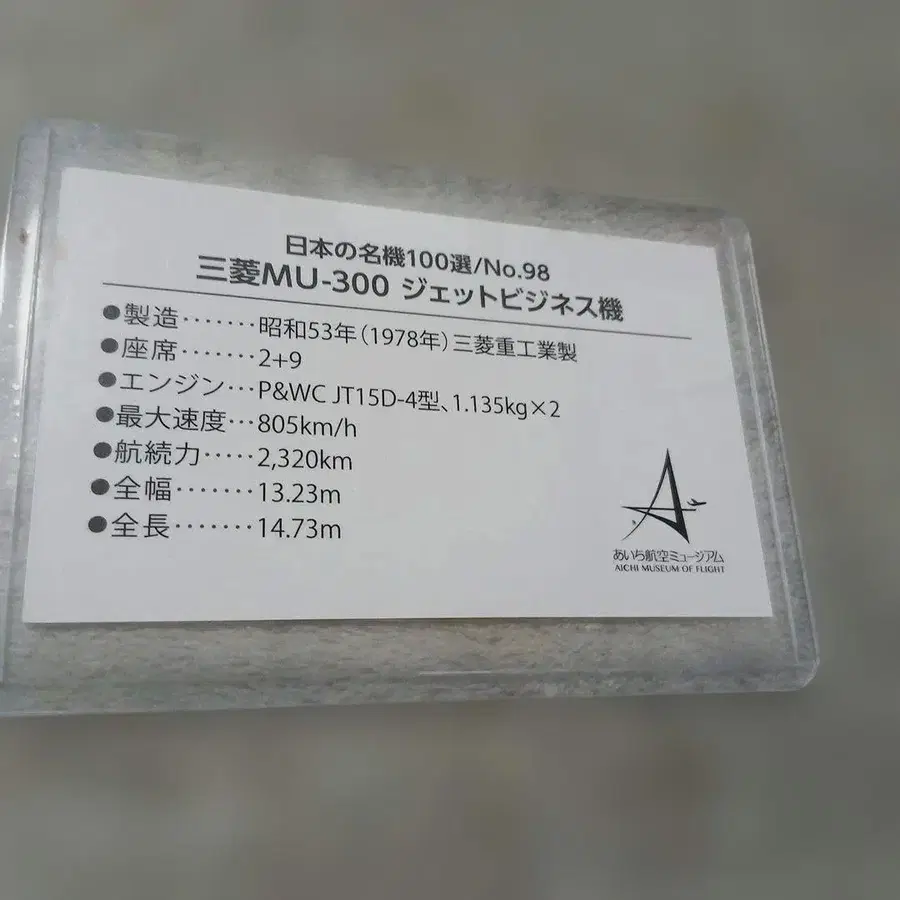 日本の名機100選/No.98
三菱MU-300 ジェットビジネス機
●製造·······昭和53年（1978年）三菱重工業製
●座席·······2+9
●エンジン···P&WC JT15D-4型、1.135kg×2
●最大速度···805km/h
●航続力·····2,320km
●全幅·······13.23m
●全長·······14.73m
あいち航空ミュージアム
AICHI MUSEUM OF FLIGHT